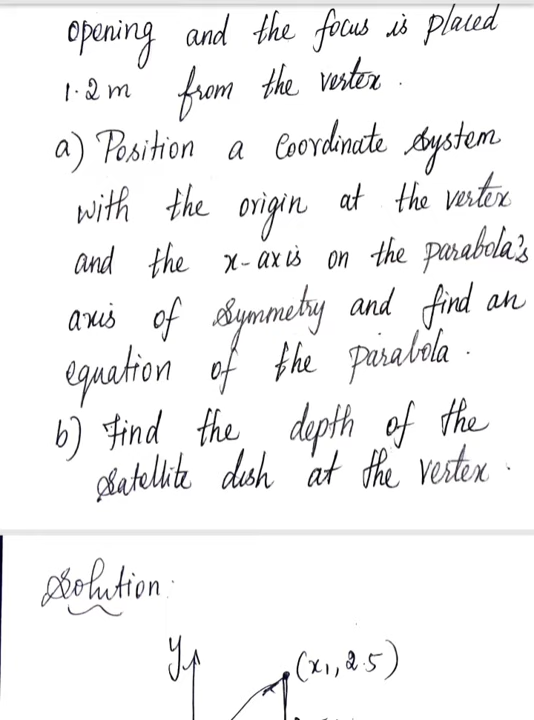 opening and the focus is placed
1.2 m from the vertex.
a) Position a Coordinate system
with the origin at the vertex
and the x-axis on the parabola's
axis of Symmetry and find an
equation of the parabola.
b) Find the depth of the
satellite dish at the vertex.
Solution:
y
(x₁, 2.5)